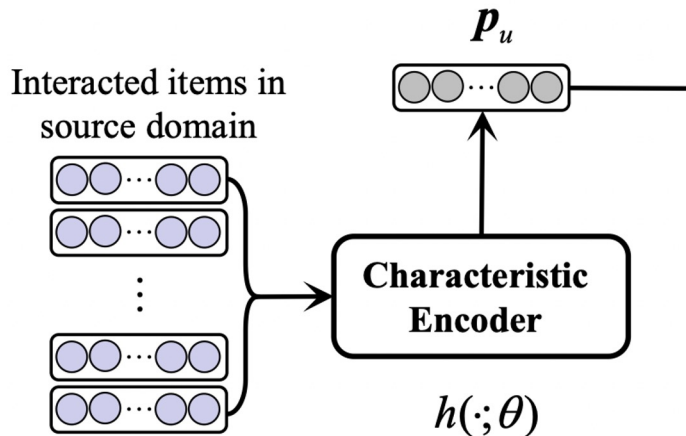 p_u
Interacted items in
source domain
...
...
...
Characteristic
Encoder
...
...
h(·;θ)